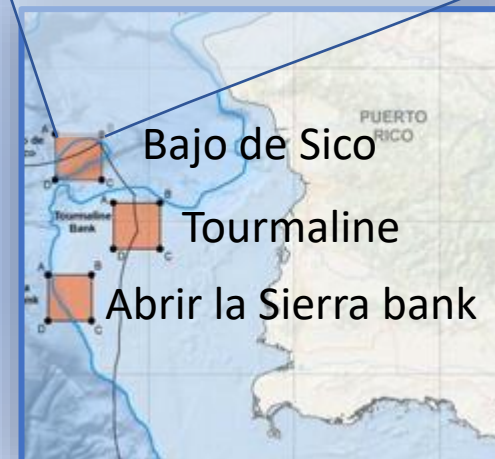 PUERTO
RICO
Bajo de Sico
A
D
C
A
B
Tourmaline
Bank
Tourmaline
D
C
A
B
Abrir la Sierra bank
D
C